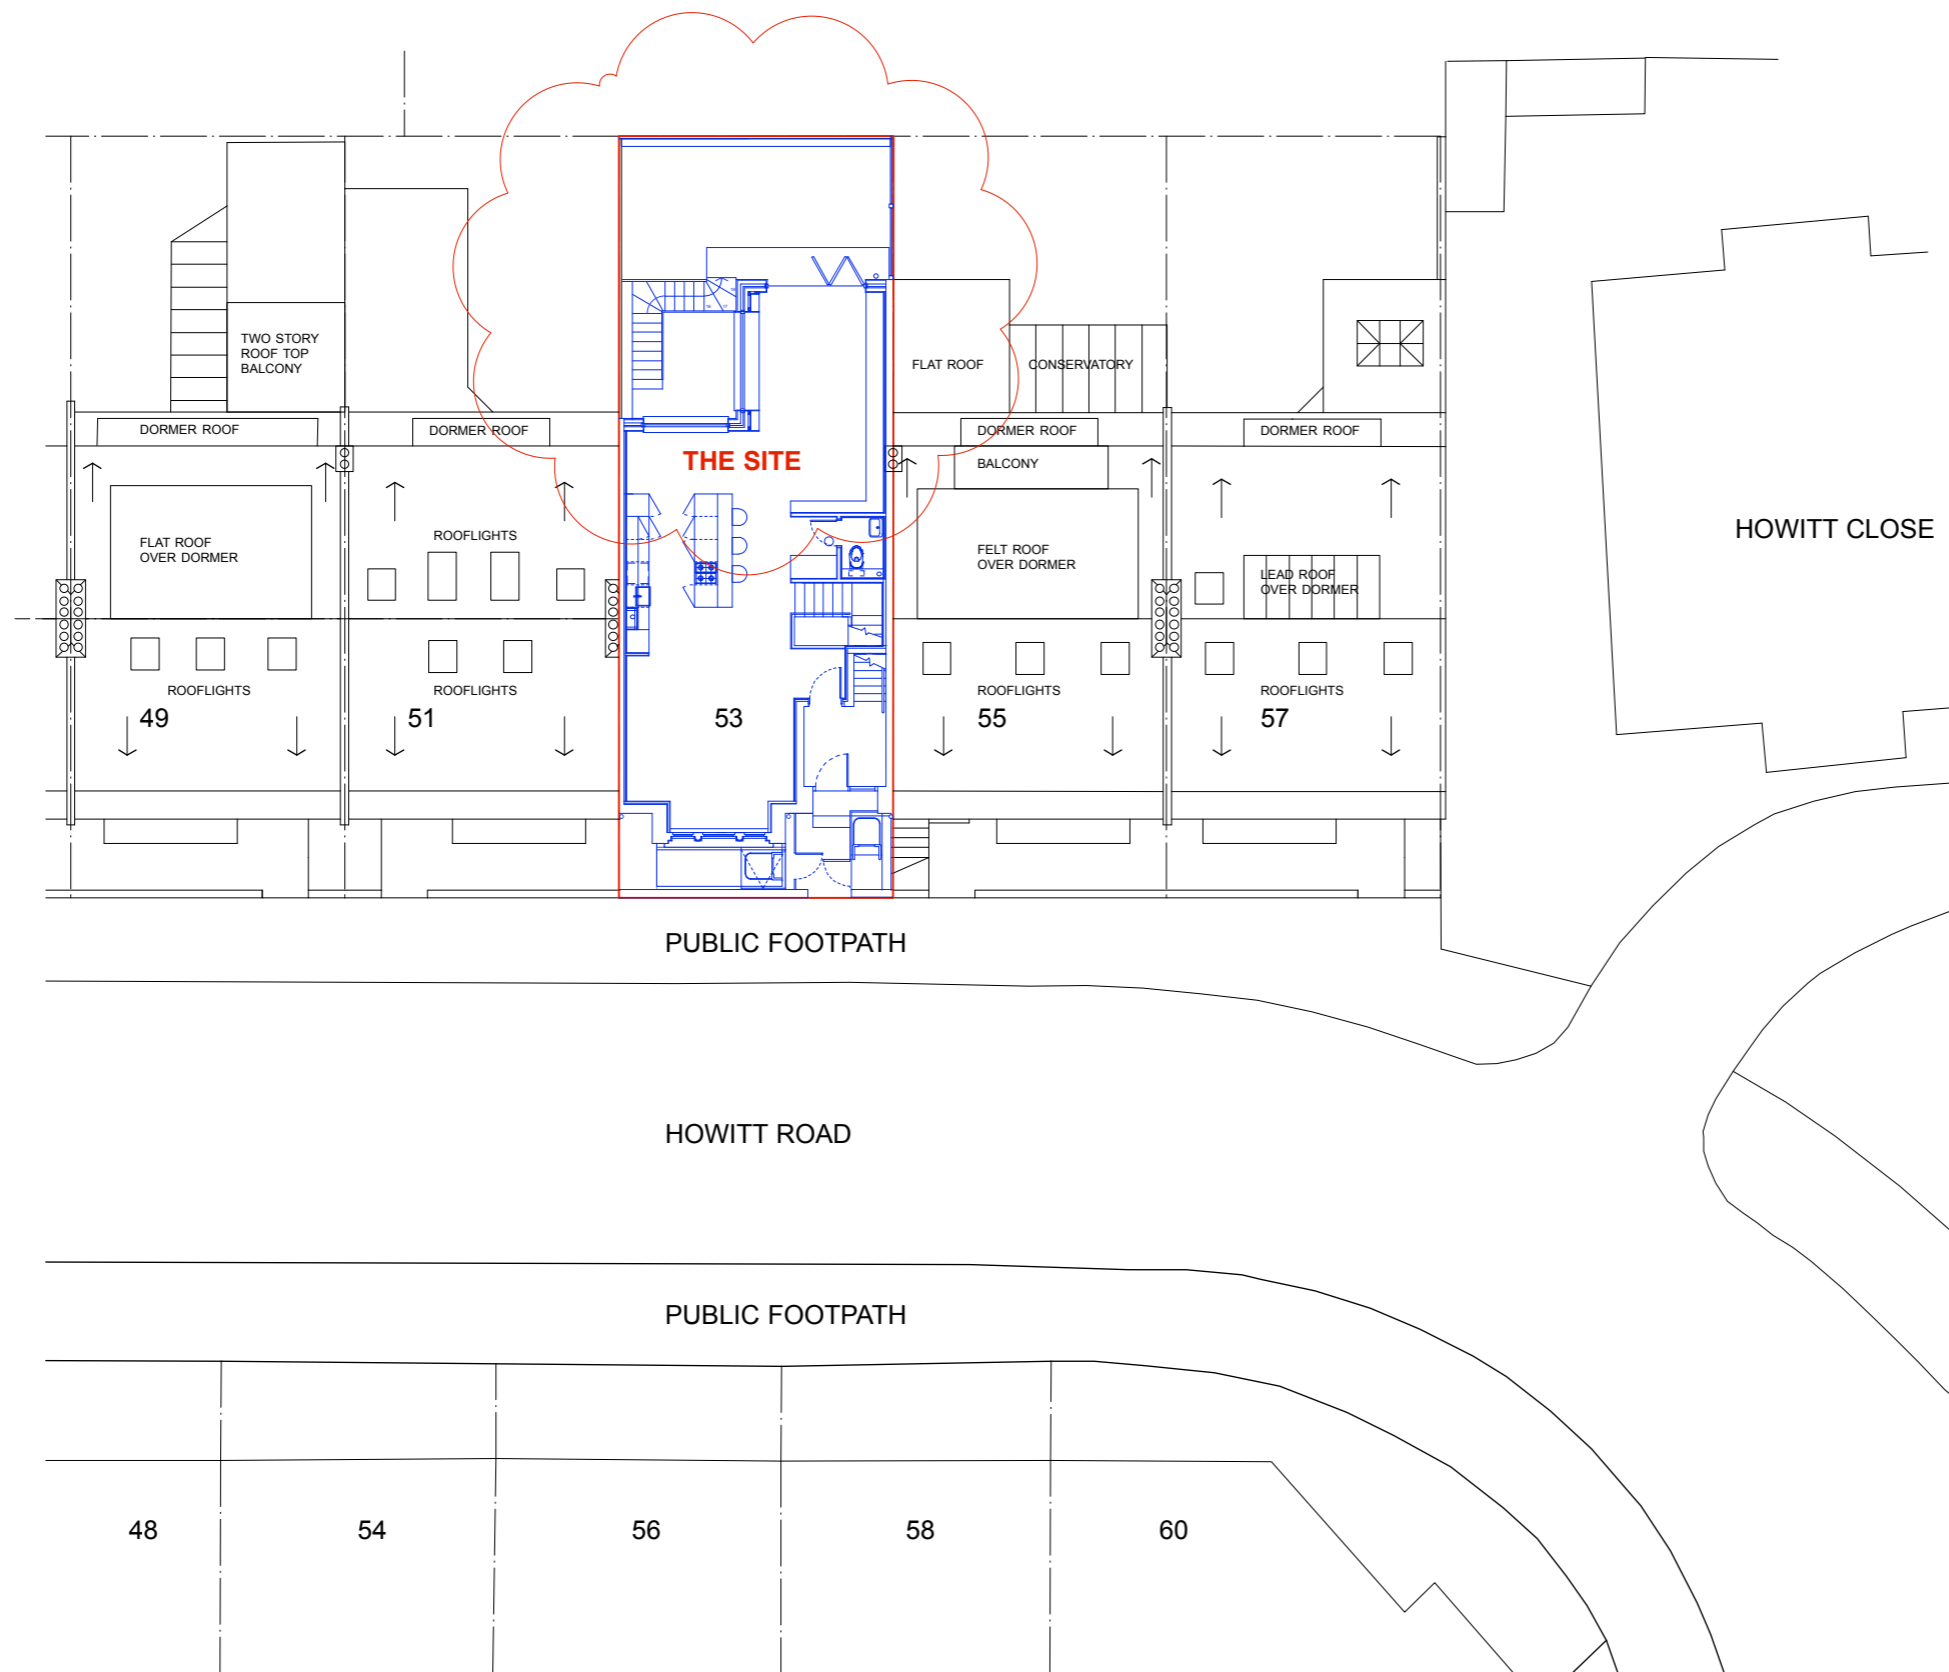 TWO STORY
ROOF TOP
BALCONY
FLAT ROOF
CONSERVATORY
DORMER ROOF
DORMER ROOF
DORMER ROOF
DORMER ROOF
THE SITE
BALCONY
FLAT ROOF
OVER DORMER
ROOFLIGHTS
FELT ROOF
OVER DORMER
LEAD ROOF
OVER DORMER
HOWITT CLOSE
ROOFLIGHTS
ROOFLIGHTS
ROOFLIGHTS
ROOFLIGHTS
49
51
53
55
57
PUBLIC FOOTPATH
HOWITT ROAD
PUBLIC FOOTPATH
48
54
56
58
60